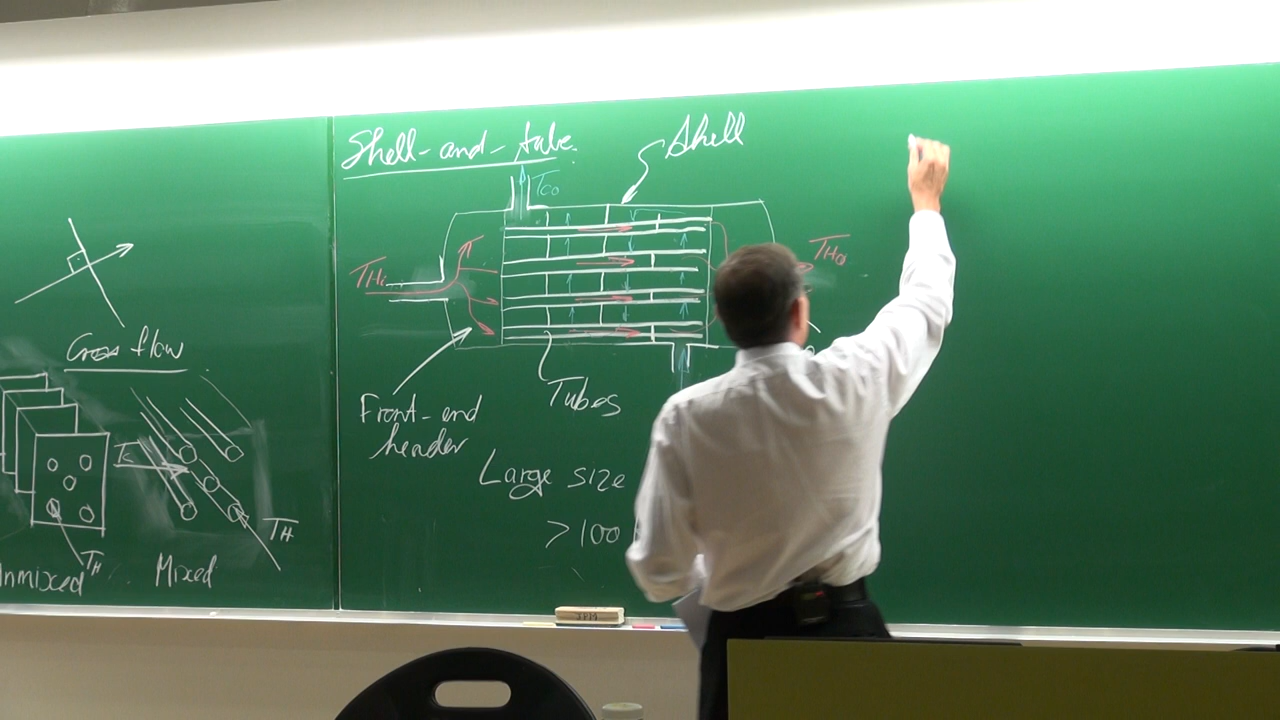 Cross flow
Tc
TH
TH
Unmixed
Mixed
Shell-and-tube
Shell
Tco
THi
THo
Front-end
header
Tubes
Large size
>100